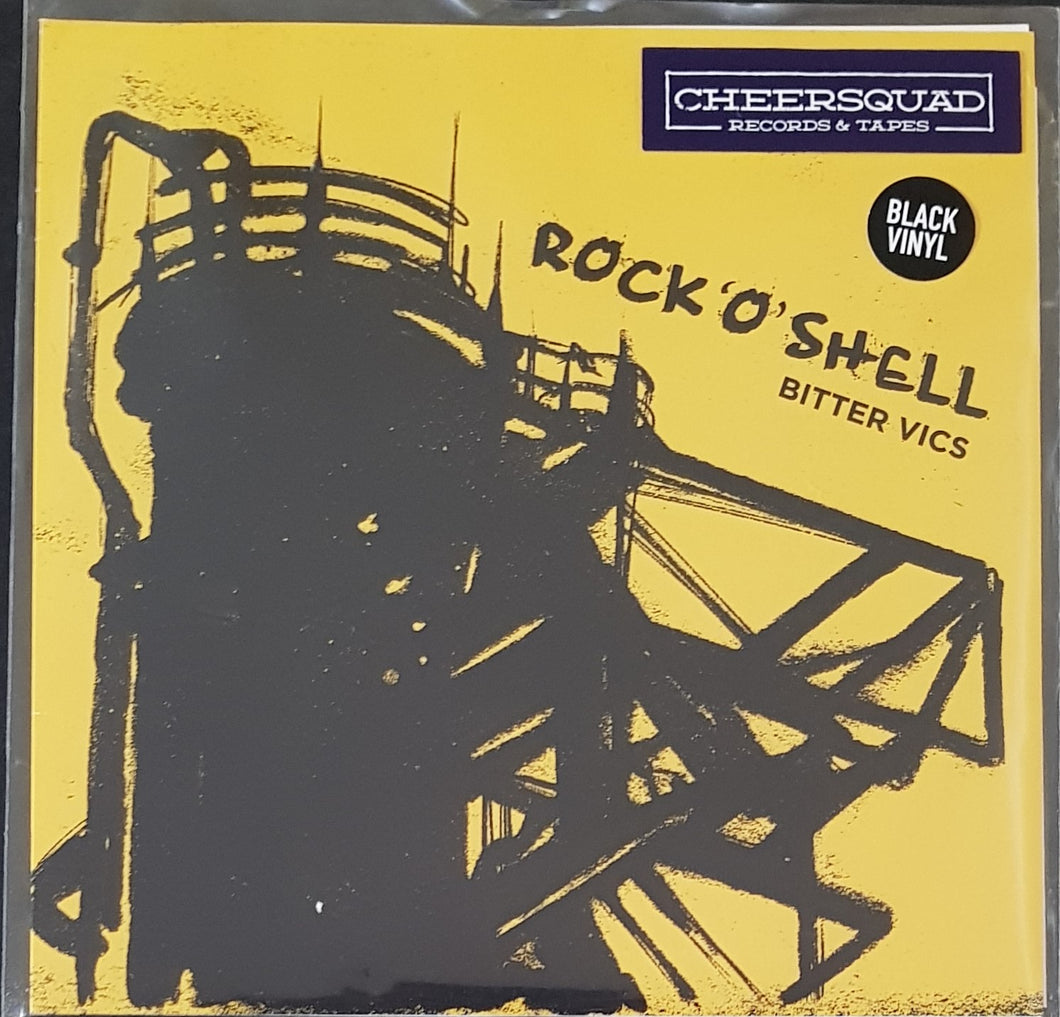 CHEERSQUAD
RECORDS & TAPES
BLACK
VINYL
ROCK 'O' SHELL
BITTER VICS